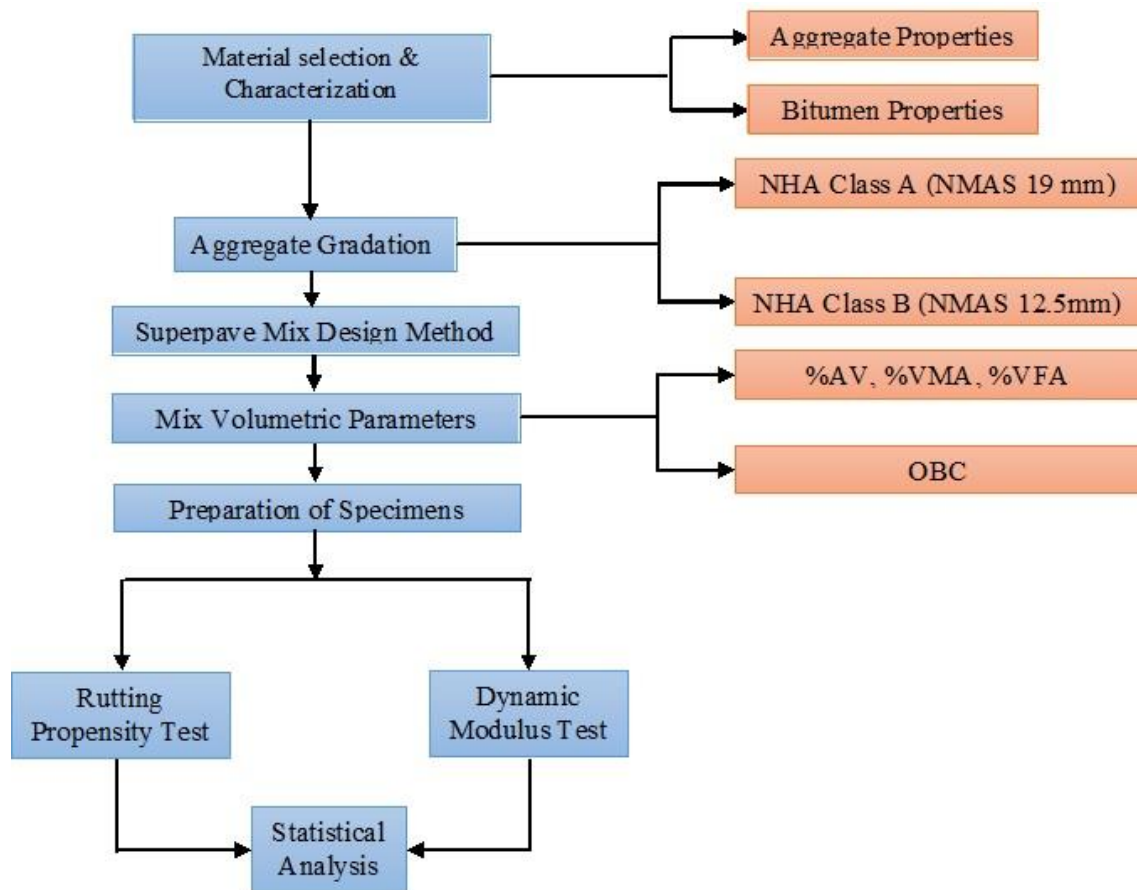 Material selection &
Characterization
Aggregate Properties
Bitumen Properties
NHA Class A (NMAS 19 mm)
Aggregate Gradation
NHA Class B (NMAS 12.5mm)
Superpave Mix Design Method
%AV, %VMA, %VFA
Mix Volumetric Parameters
OBC
Preparation of Specimens
Rutting
Propensity Test
Dynamic
Modulus Test
Statistical
Analysis